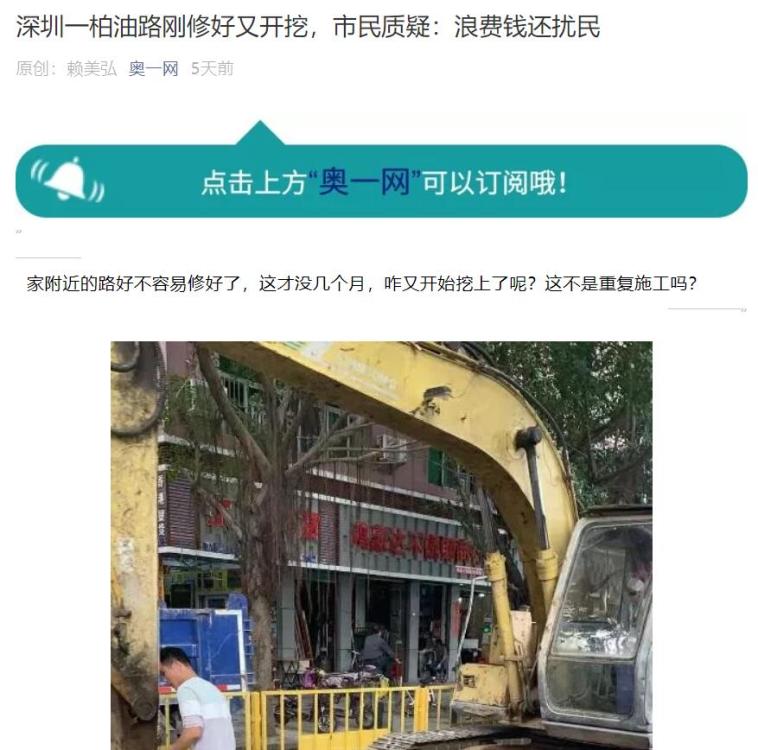 深圳一柏油路刚修好又开挖，市民质疑：浪费钱还扰民
原创： 赖美弘 奥一网 5天前
点击上方“奥一网”可以订阅哦！
家附近的路好不容易修好了，这才没几个月，咋又开始挖上了呢？这不是重复施工吗？